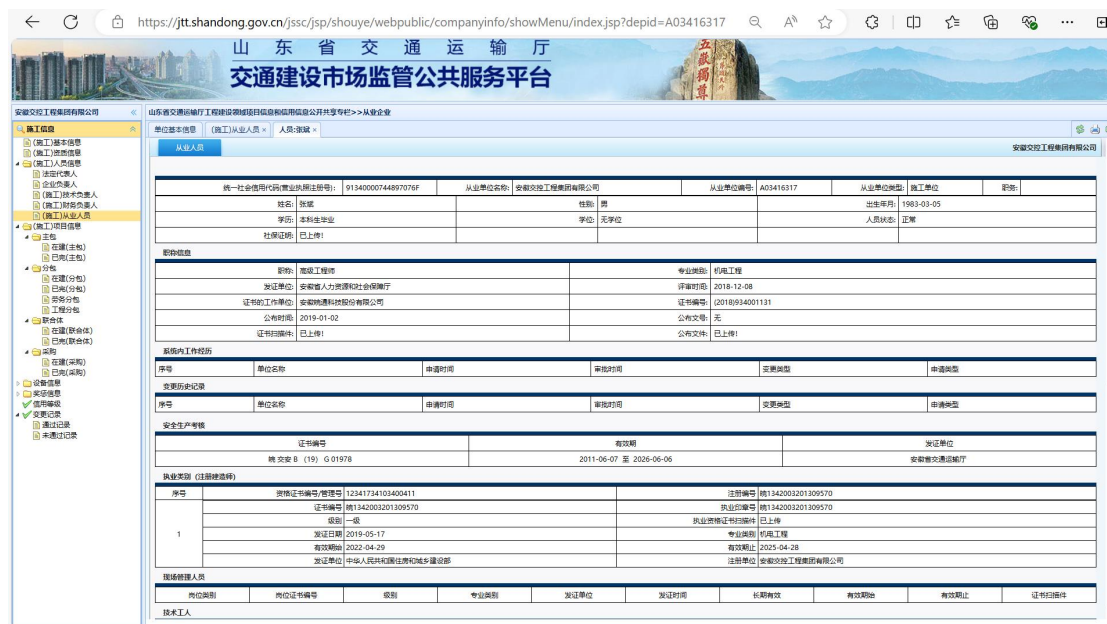 https://jtt.shandong.gov.cn/jssc/jsp/shouye/webpublic/companyinfo/showMenu/index.jsp?depid=A03416317
山东省交通运输厅
交通建设市场监管公共服务平台
五嶽獨尊
安徽交控工程集团有限公司
施工信息
(施工)基本信息
(施工)资质信息
(施工)人员信息
法定代表人
企业负责人
(施工)技术负责人
(施工)财务负责人
(施工)从业人员
(施工)项目信息
主包
在建(主包)
已完(主包)
分包
在建(分包)
已完(分包)
劳务分包
工程分包
联合体
在建(联合体)
已完(联合体)
采购
在建(采购)
已完(采购)
设备信息
奖惩信息
信用等级
变更记录
通过记录
未通过记录
山东省交通运输厅工程建设领域项目信息和信用信息公开共享专栏>>从业企业
单位基本信息 (施工)从业人员 × 人员:张斌 ×
从业人员 安徽交控工程集团有限公司
统一社会信用代码(营业执照注册号): 91340000744897076F 从业单位名称: 安徽交控工程集团有限公司 从业单位编号: A03416317 从业单位类型: 施工单位 职务:
姓名: 张斌 性别: 男 出生年月: 1983-03-05
学历: 本科生毕业 学位: 无学位 人员状态: 正常
社保证明: 已上传!
职称信息
职称: 高级工程师 专业类别: 机电工程
发证单位: 安徽省人力资源和社会保障厅 评审时间: 2018-12-08
证书的工作单位: 安徽皖通科技股份有限公司 证书编号: (2018)934001131
公布时间: 2019-01-02 公布文号: 无
证书扫描件: 已上传! 公布文件: 已上传!
系统内工作经历
序号 单位名称 申请时间 审批时间 变更类型 申请类型
变更历史记录
序号 单位名称 申请时间 审批时间 变更类型 申请类型
安全生产考核
证书编号 有效期 发证单位
皖 交安 B (19) G 01978 2011-06-07 至 2026-06-06 安徽省交通运输厅
执业类别 (注册建造师)
序号 资格证书编号/管理号 12341734103400411 注册编号 皖1342003201309570
1 证书编号 皖1342003201309570 执业印章号 皖1342003201309570
级别 一级 执业资格证书扫描件 已上传
发证日期 2019-05-17 专业类别 机电工程
有效期始 2022-04-29 有效期止 2025-04-28
发证单位 中华人民共和国住房和城乡建设部 注册单位 安徽交控工程集团有限公司
现场管理人员
岗位类别 岗位证书编号 级别 专业类别 发证单位 发证时间 长期有效 有效期始 有效期止 证书扫描件
技术工人